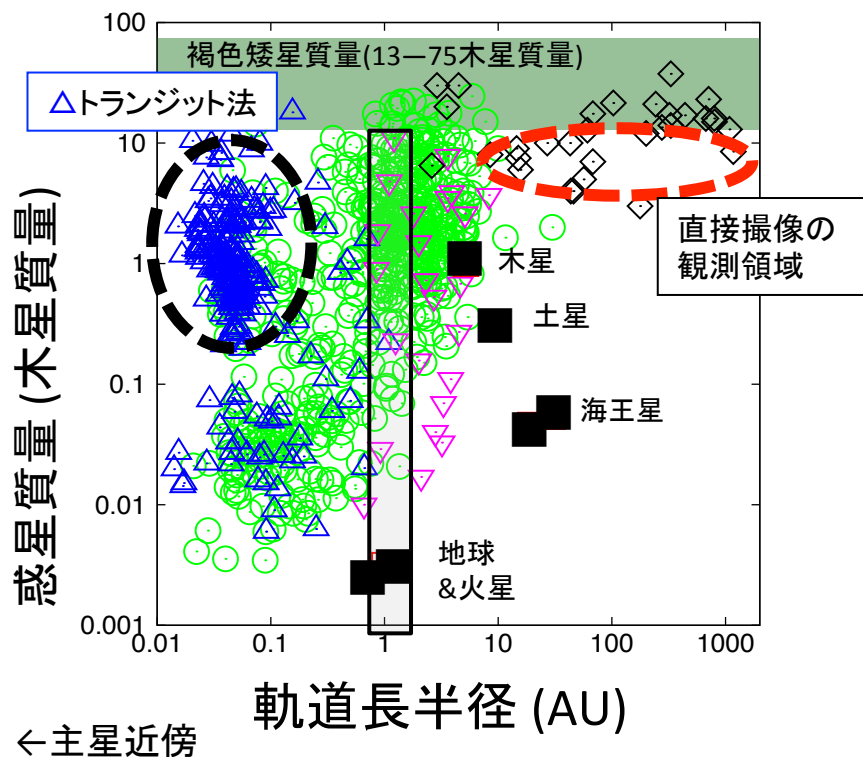 100
10
1
0.1
0.01
0.001
0.01
0.1
1
10
100
1000
惑星質量 (木星質量)
褐色矮星質量(13—75木星質量)
△トランジット法
直接撮像の
観測領域
木星
土星
海王星
地球
&火星
軌道長半径 (AU)
←主星近傍